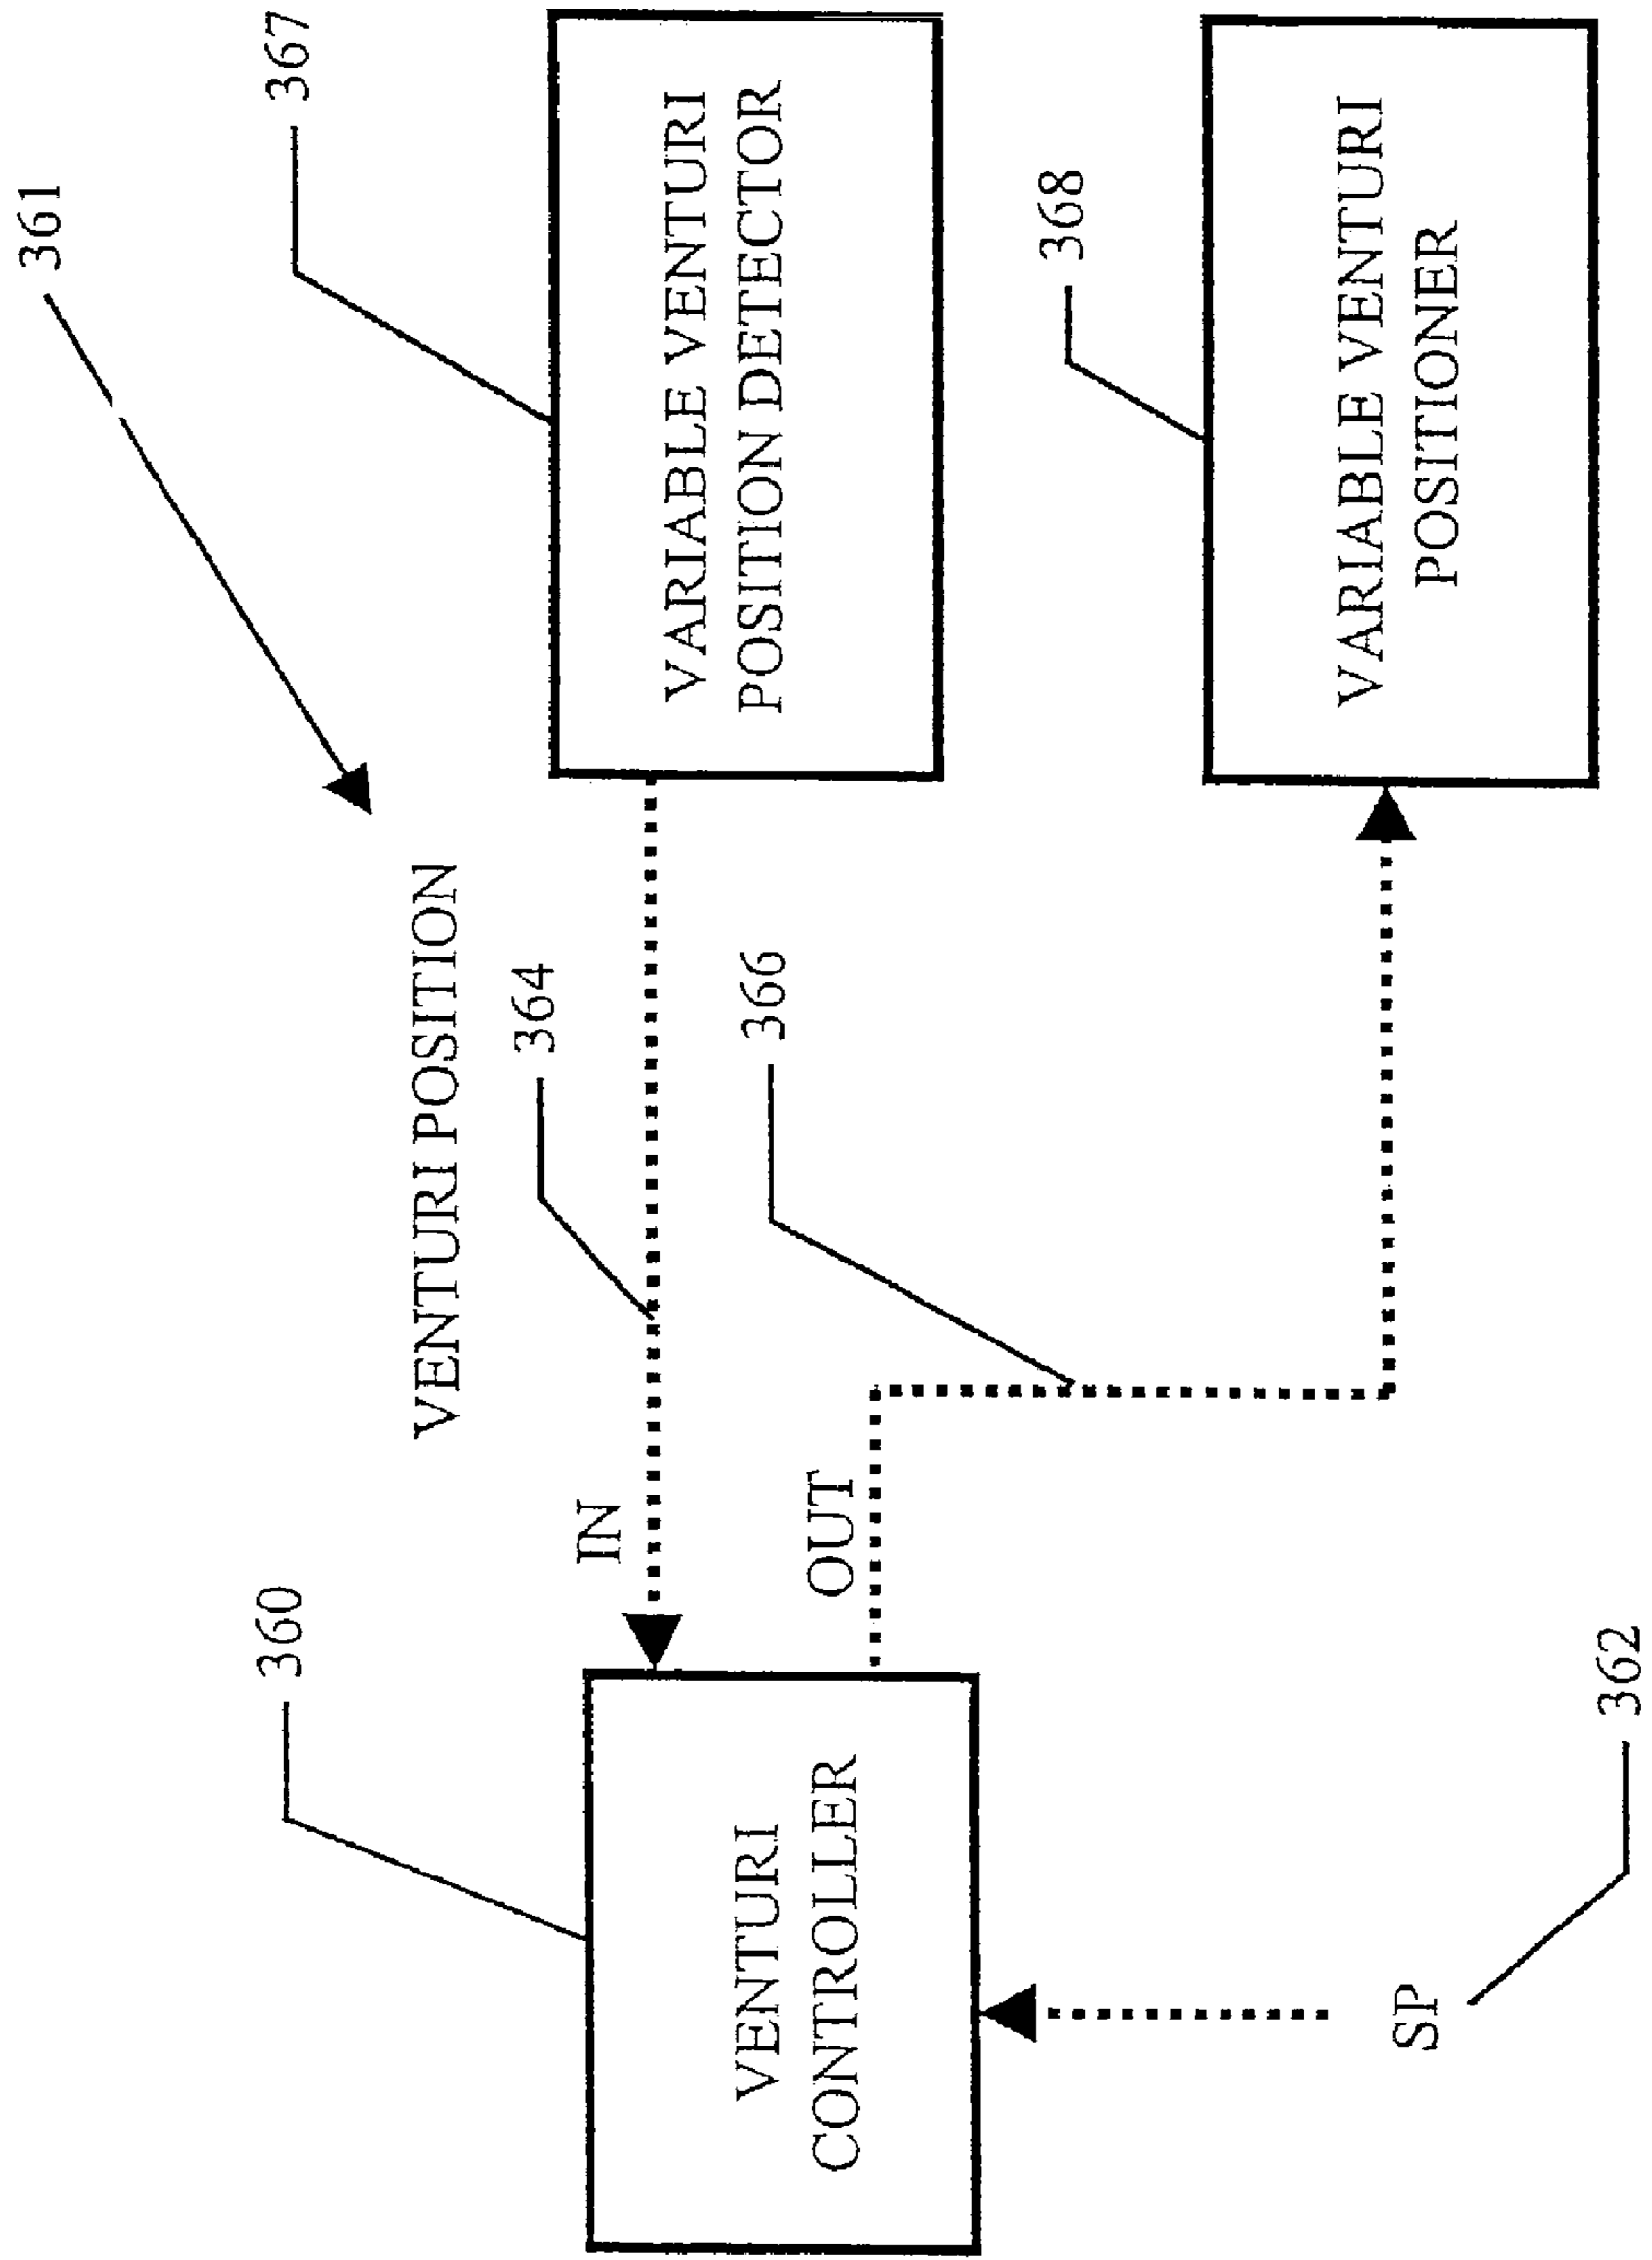 361
367
VENTURI POSITION
360
364
IN
VARIABLE VENTURI
POSITION DETECTOR
VENTURI
CONTROLLER
366
OUT
368
VARIABLE VENTURI
POSITIONER
SP
362